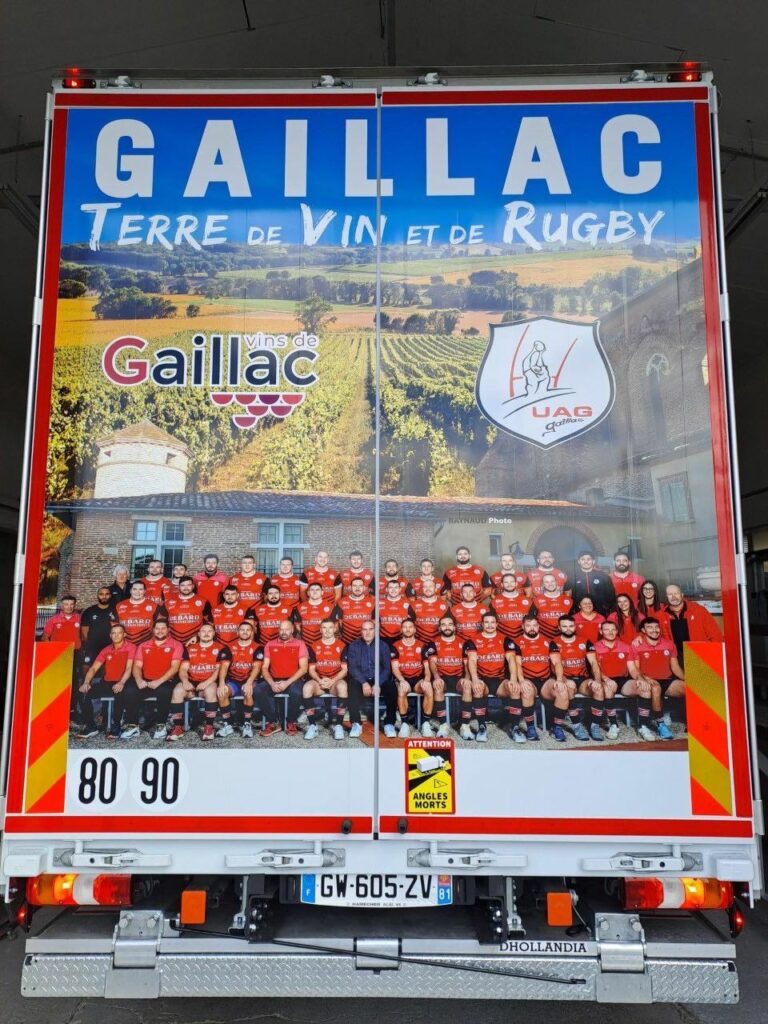 GAILLAC
TERRE DE VIN ET DE RUGBY
vins de
Gaillac
UAG
gaillac
RAYNAUD Photo
DEBARD
80 90
ATTENTION
ANGLES
MORTS
F GW-605-ZV 81
DHOLLANDIA